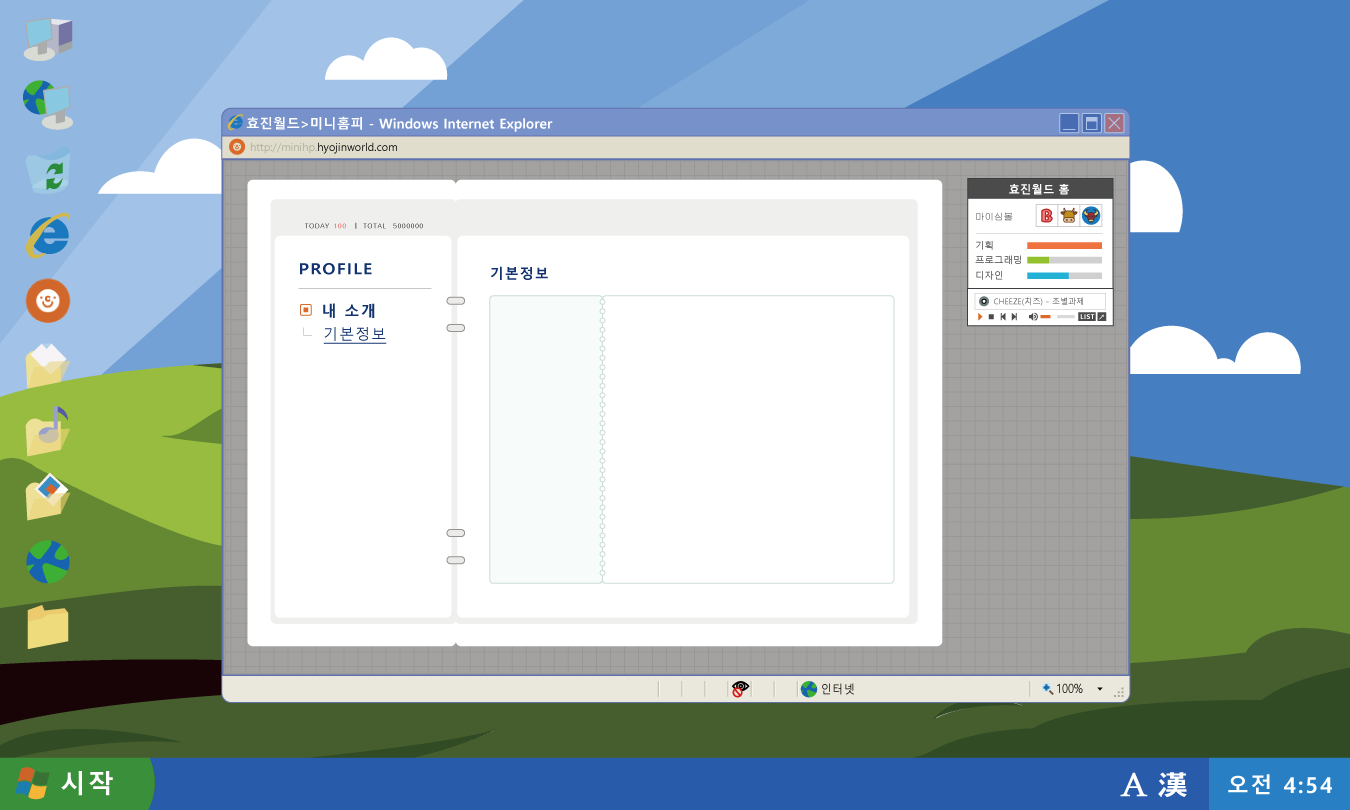 효진월드>미니홈피 - Windows Internet Explorer
http://minihp.hyojinworld.com
TODAY 100 | TOTAL 5000000
PROFILE
내 소개
기본정보
기본정보
효진월드 홈
마이심볼
B
기획
프로그래밍
디자인
CHEEZE(치즈) - 조별과제
LIST
인터넷
100%
시작
A 漢
오전 4:54